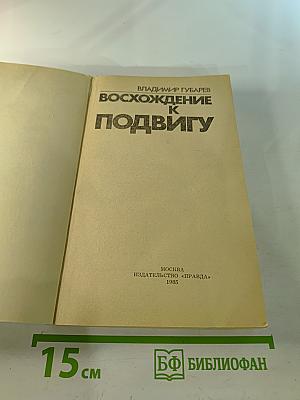 ВЛАДИМИР ГУБАРЕВ
ВОСХОЖДЕНИЕ
К
ПОДВИГУ
МОСКВА
ИЗДАТЕЛЬСТВО «ПРАВДА»
1985
15 см
БФ БИБЛИОФАН